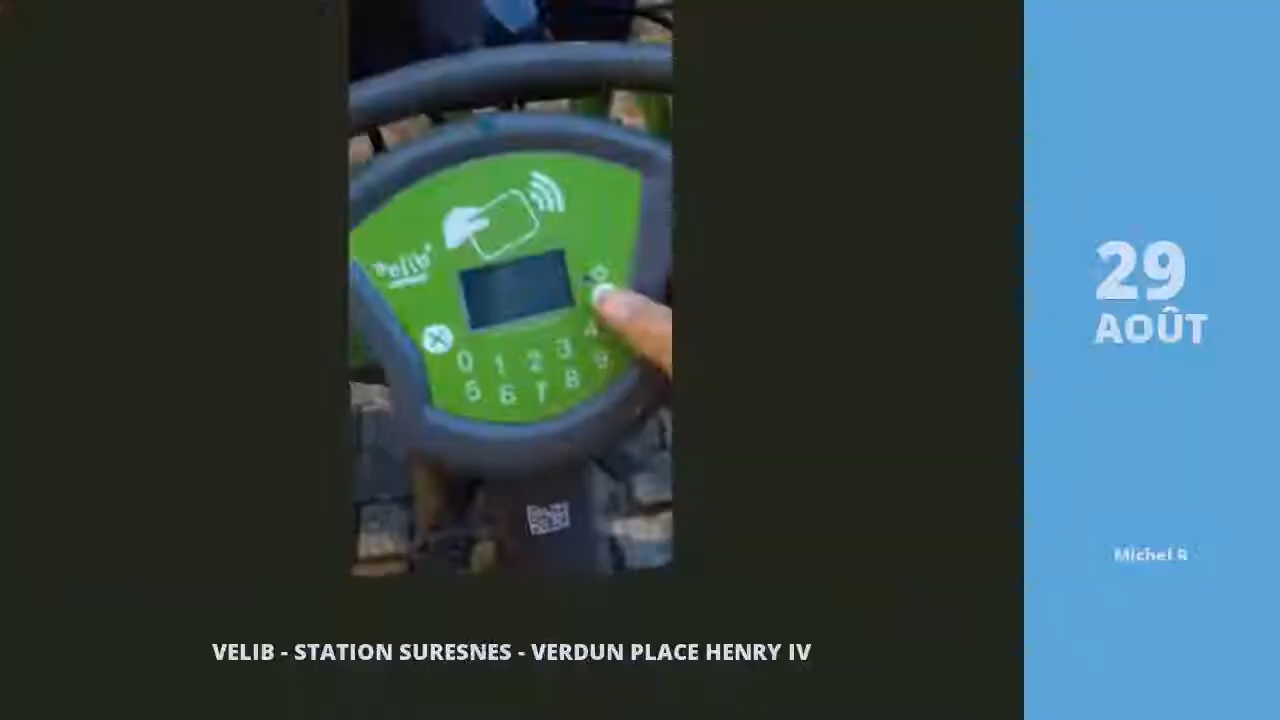 velib'
0 1 2 3 4
5 6 7 8 9
29
AOÛT
Michel R
VELIB - STATION SURESNES - VERDUN PLACE HENRY IV